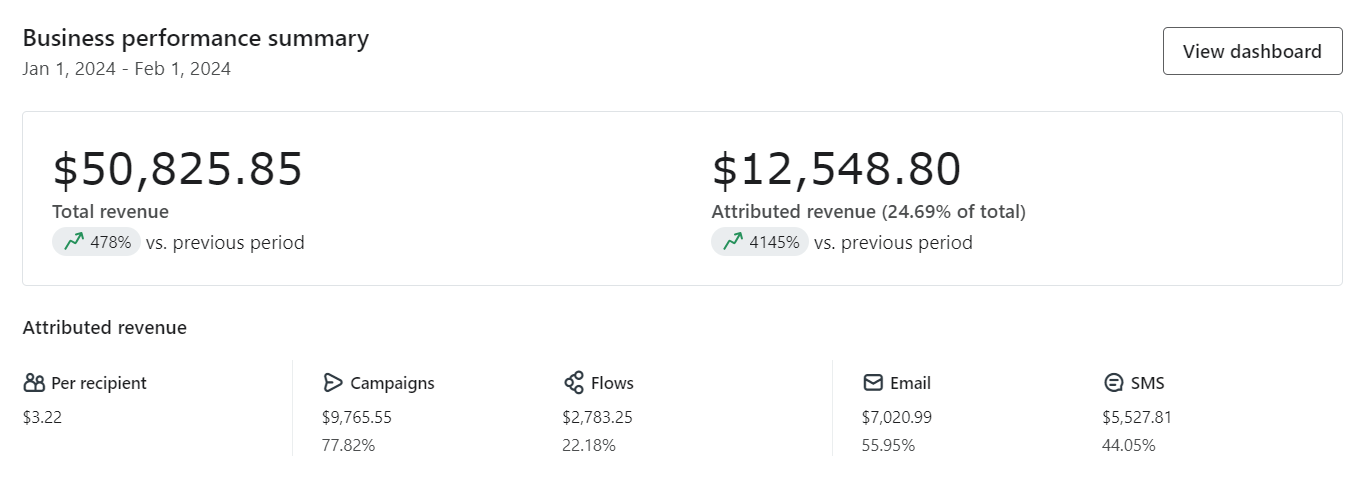 Business performance summary
Jan 1, 2024 - Feb 1, 2024
View dashboard
$50,825.85
Total revenue
478% vs. previous period
$12,548.80
Attributed revenue (24.69% of total)
4145% vs. previous period
Attributed revenue
Per recipient
$3.22
Campaigns
$9,765.55
77.82%
Flows
$2,783.25
22.18%
Email
$7,020.99
55.95%
SMS
$5,527.81
44.05%